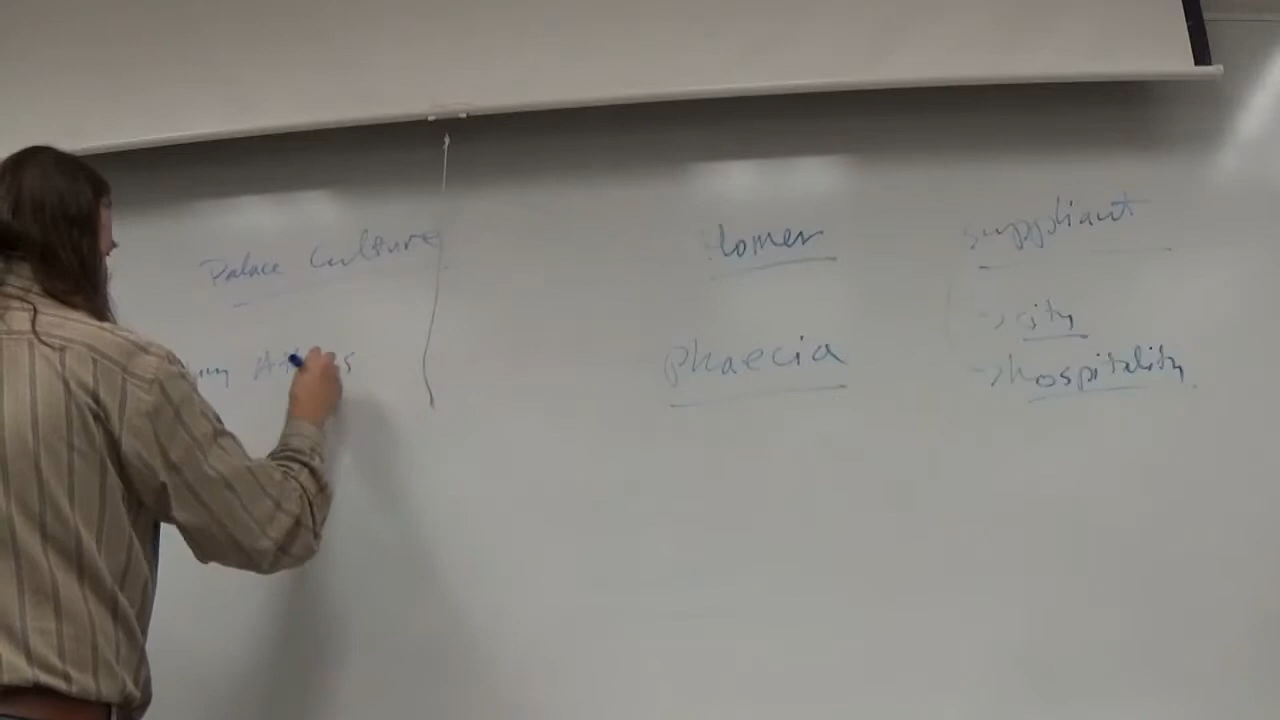 Palace Culture
Homer
phaecia
suppliant
-> city
-> hospitality